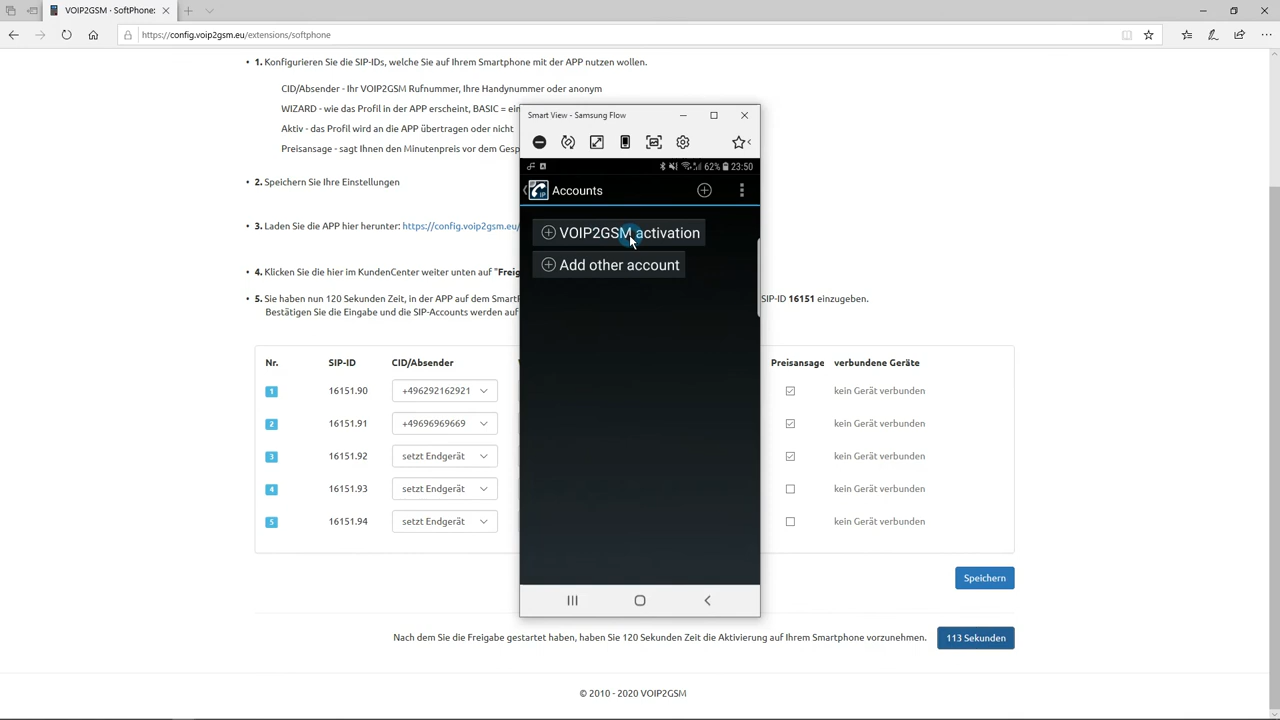 VOIP2GSM - SoftPhone:
https://config.voip2gsm.eu/extensions/softphone
1. Konfigurieren Sie die SIP-IDs, welche Sie auf Ihrem Smartphone mit der APP nutzen wollen.
CID/Absender - Ihr VOIP2GSM Rufnummer, Ihre Handynummer oder anonym
WIZARD - wie das Profil in der APP erscheint, BASIC = ei
Aktiv - das Profil wird an die APP übertragen oder nicht
Preisansage - sagt Ihnen den Minutenpreis vor dem Gesp
2. Speichern Sie Ihre Einstellungen
3. Laden Sie die APP hier herunter: https://config.voip2gsm.eu/
4. Klicken Sie die hier im KundenCenter weiter unten auf "Freig
5. Sie haben nun 120 Sekunden Zeit, in der APP auf dem Smart SIP-ID 16151 einzugeben.
Bestätigen Sie die Eingabe und die SIP-Accounts werden auf
Smart View - Samsung Flow
62% 23:50
Accounts
VOIP2GSM activation
Add other account
Nr. SIP-ID CID/Absender Preisansage verbundene Geräte
1 16151.90 +496292162921 kein Gerät verbunden
2 16151.91 +49696969669 kein Gerät verbunden
3 16151.92 setzt Endgerät kein Gerät verbunden
4 16151.93 setzt Endgerät kein Gerät verbunden
5 16151.94 setzt Endgerät kein Gerät verbunden
Speichern
Nach dem Sie die Freigabe gestartet haben, haben Sie 120 Sekunden Zeit die Aktivierung auf Ihrem Smartphone vorzunehmen. 113 Sekunden
© 2010 - 2020 VOIP2GSM